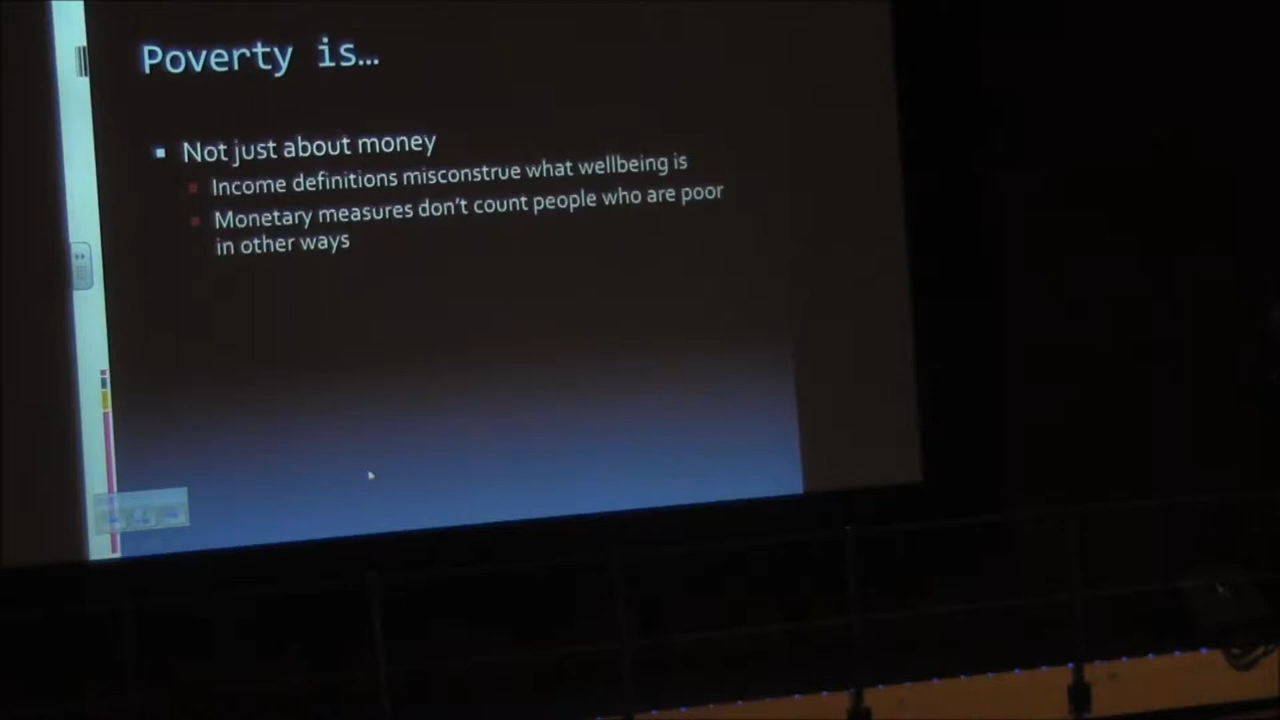 Poverty is…
Not just about money
Income definitions misconstrue what wellbeing is
Monetary measures don't count people who are poor
in other ways